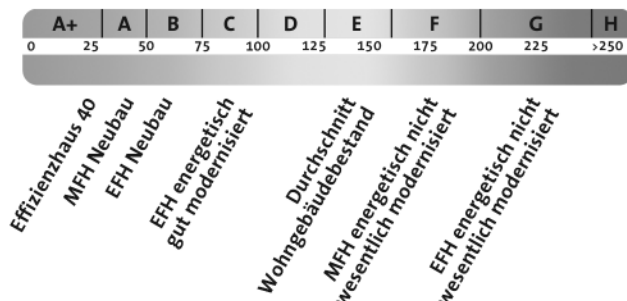 A+ A B C D E F G H
0 25 50 75 100 125 150 175 200 225 >250
Effizienzhaus 40
MFH Neubau
EFH Neubau
EFH energetisch
gut modernisiert
Durchschnitt
Wohngebäudebestand
MFH energetisch nicht
wesentlich modernisiert
EFH energetisch nicht
wesentlich modernisiert